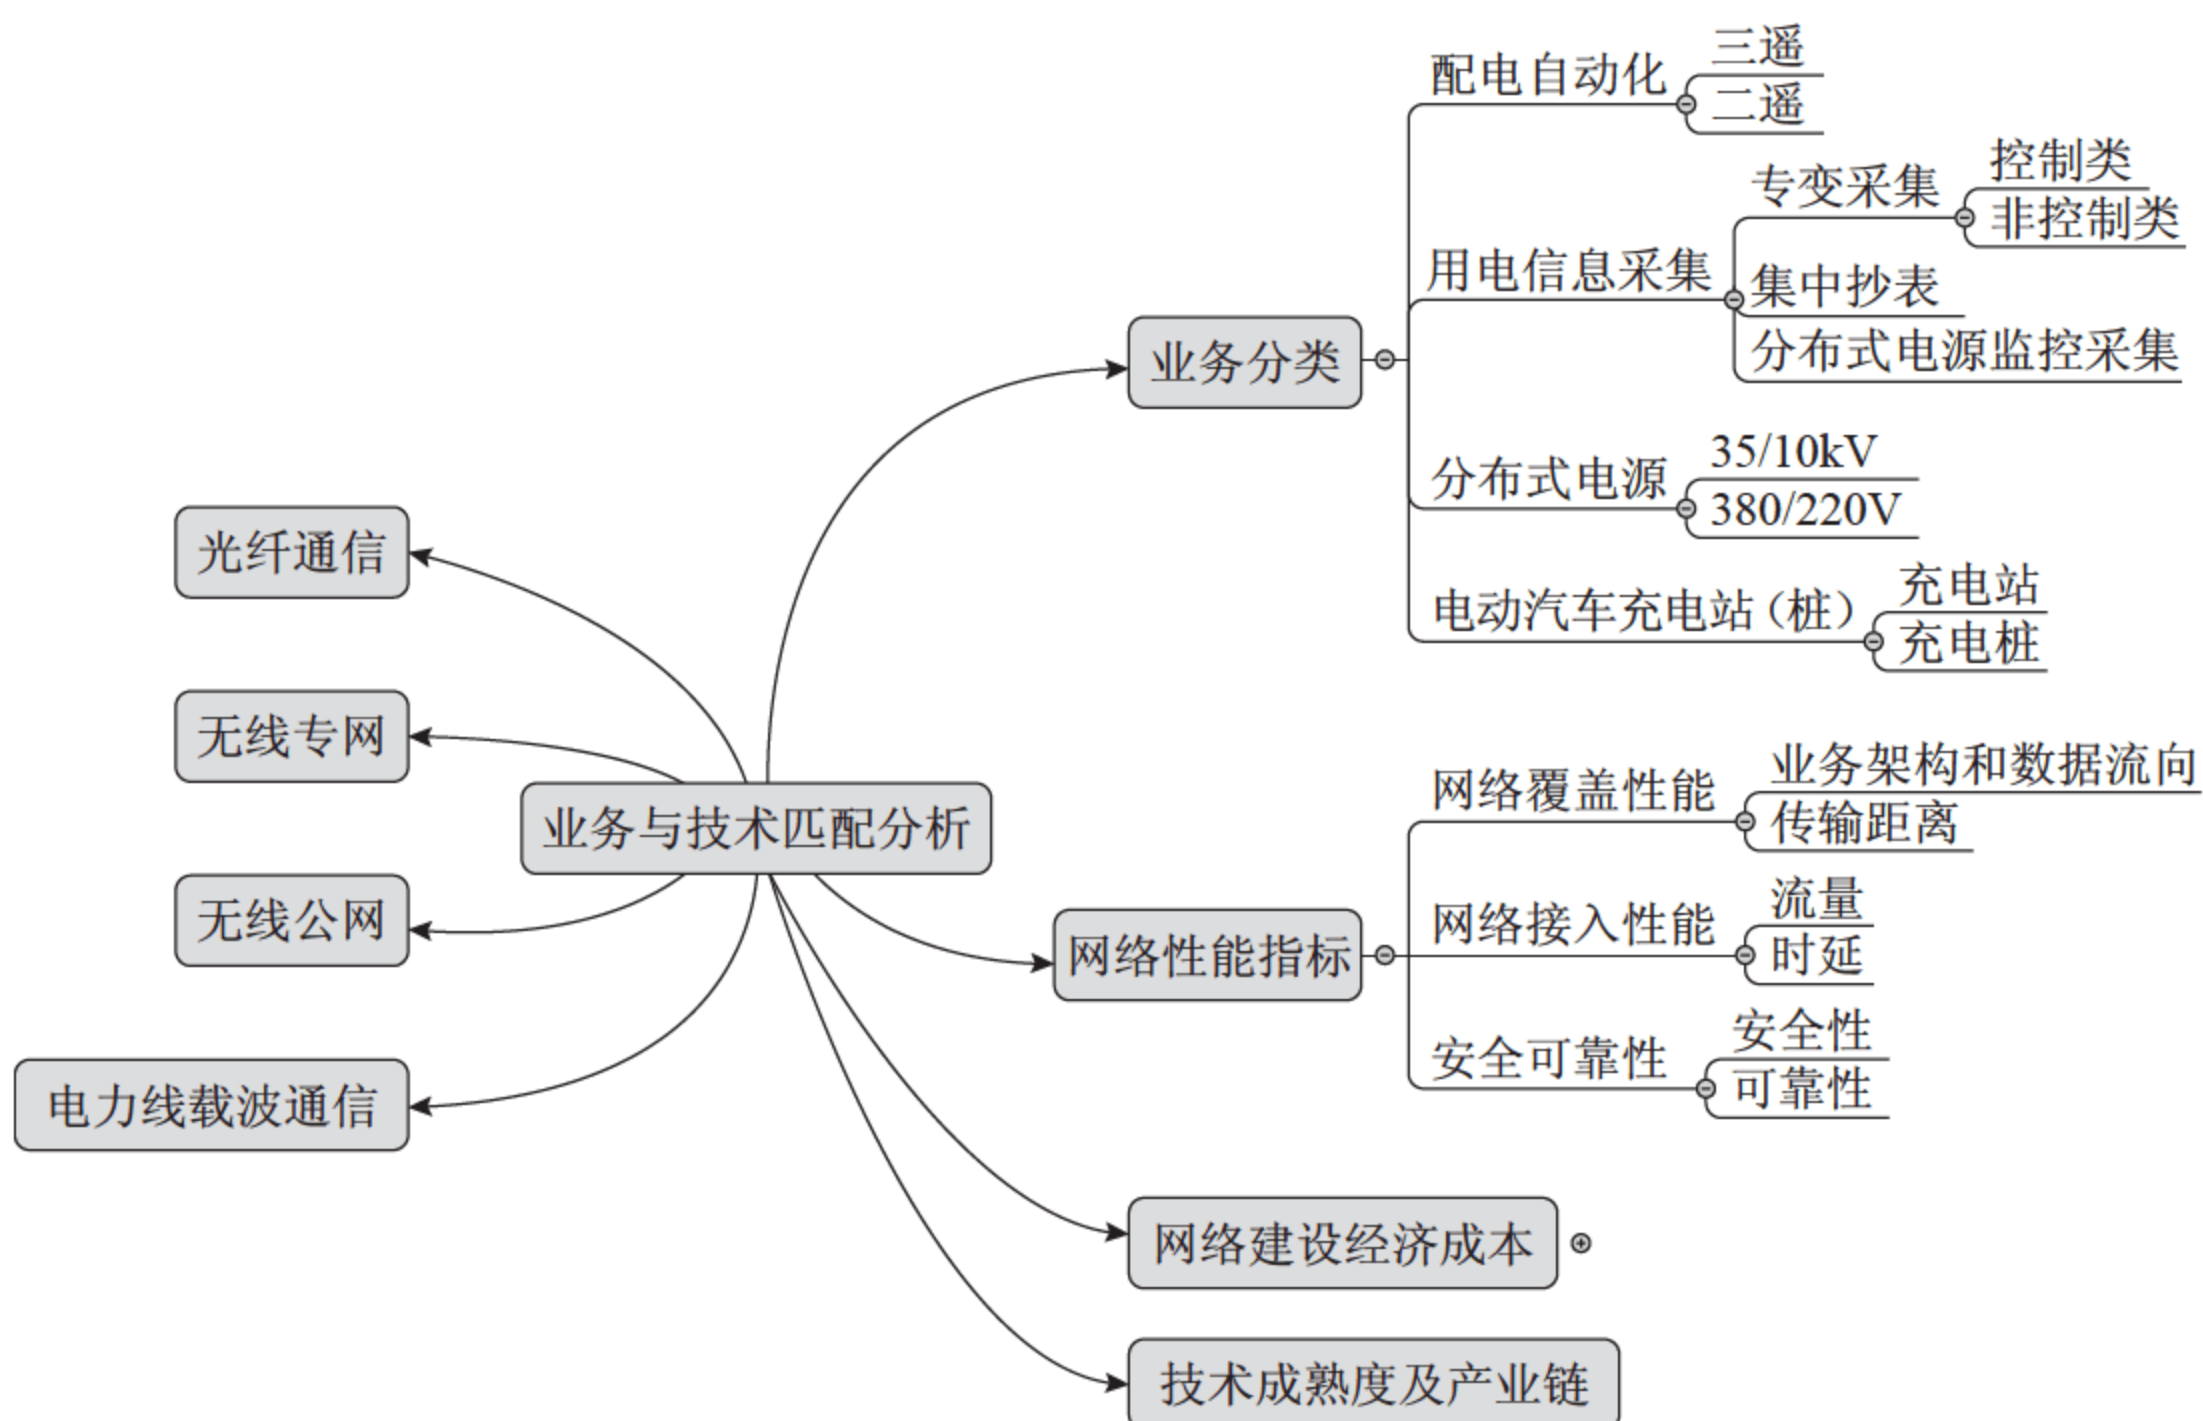 三遥
配电自动化
二遥
控制类
专变采集
非控制类
用电信息采集
集中抄表
分布式电源监控采集
业务分类
35/10kV
分布式电源
380/220V
充电站
电动汽车充电站（桩）
充电桩
光纤通信
无线专网
业务与技术匹配分析
无线公网
电力线载波通信
业务架构和数据流向
网络覆盖性能
传输距离
流量
网络接入性能
时延
网络性能指标
安全性
安全可靠性
可靠性
网络建设经济成本
技术成熟度及产业链